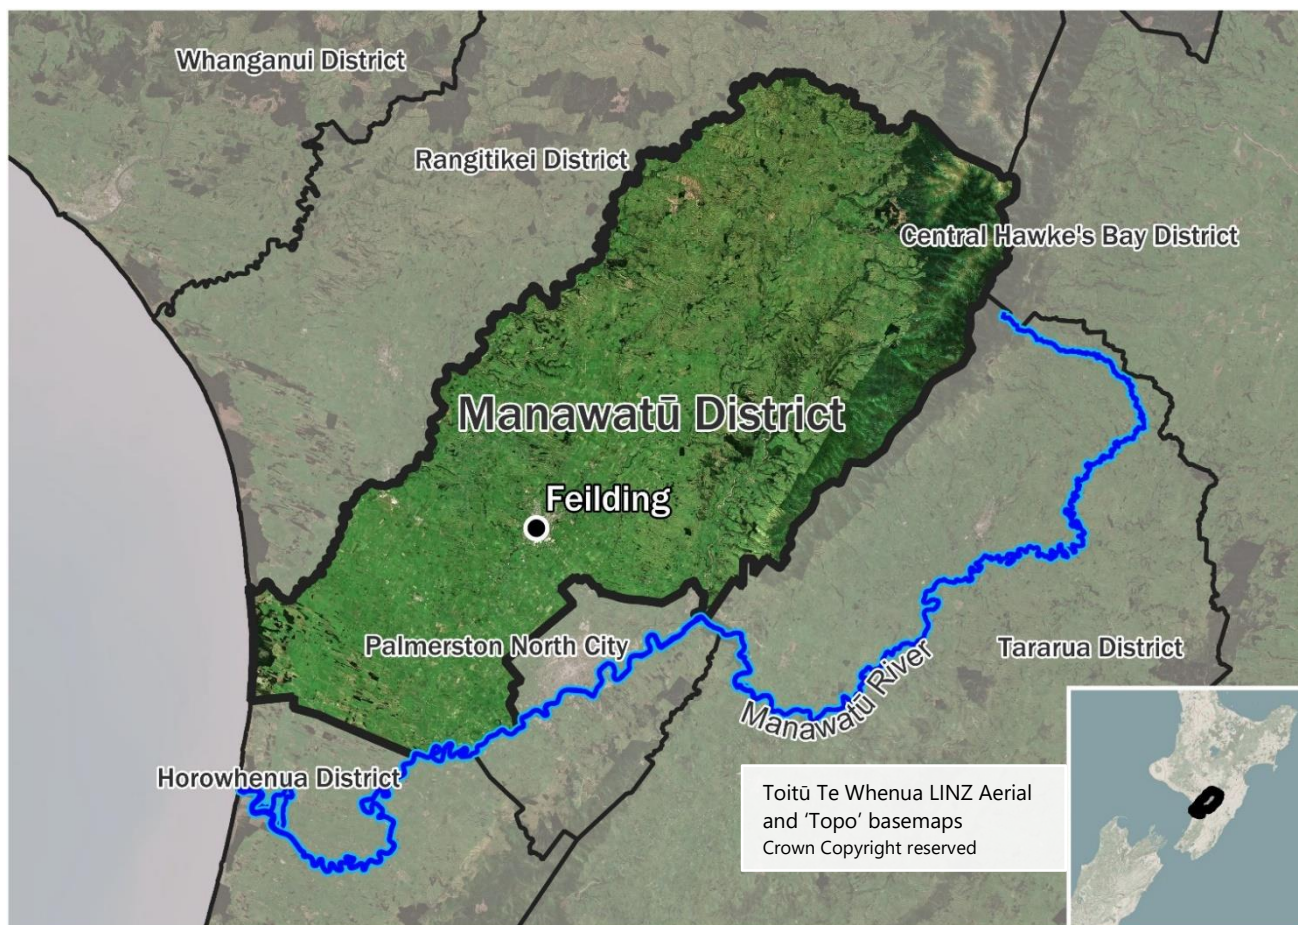 Whanganui District
Rangitikei District
Central Hawke's Bay District
Manawatū District
Feilding
Palmerston North City
Tararua District
Manawatū River
Horowhenua District
Toitū Te Whenua LINZ Aerial
and ‘Topo’ basemaps
Crown Copyright reserved